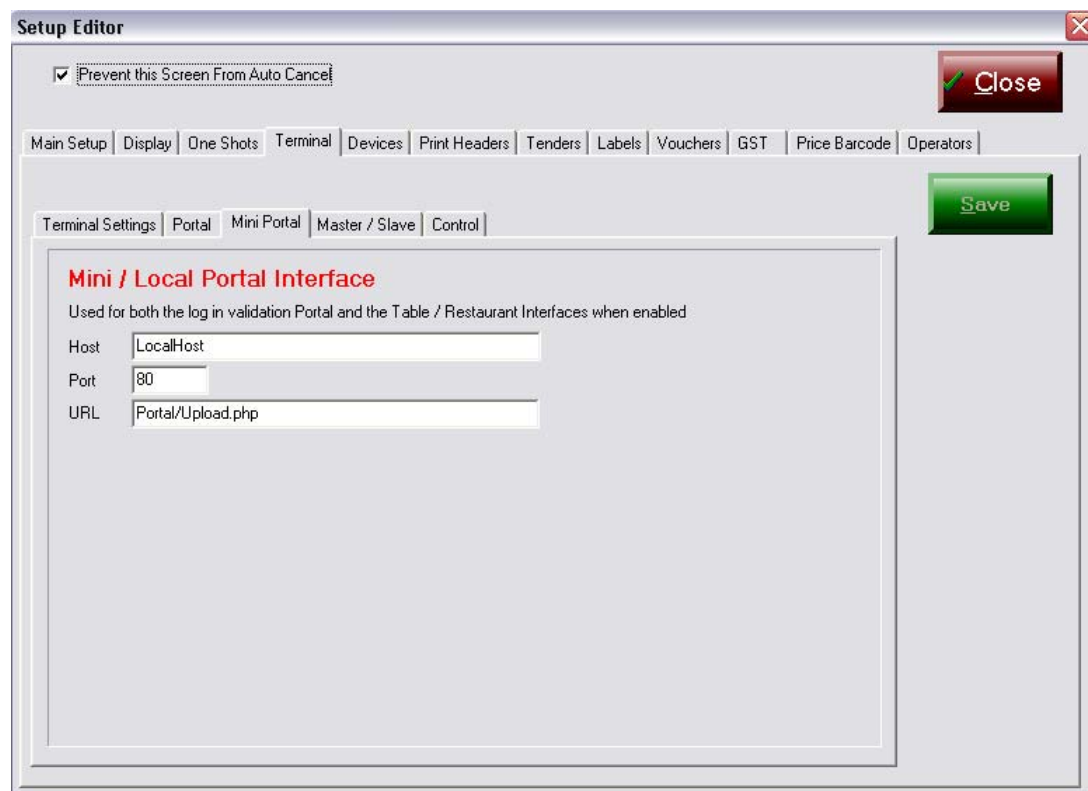 Setup Editor
Prevent this Screen From Auto Cancel
Close
Main Setup Display One Shots Terminal Devices Print Headers Tenders Labels Vouchers GST Price Barcode Operators
Save
Terminal Settings Portal Mini Portal Master / Slave Control
Mini / Local Portal Interface
Used for both the log in validation Portal and the Table / Restaurant Interfaces when enabled
Host LocalHost
Port 80
URL Portal/Upload.php